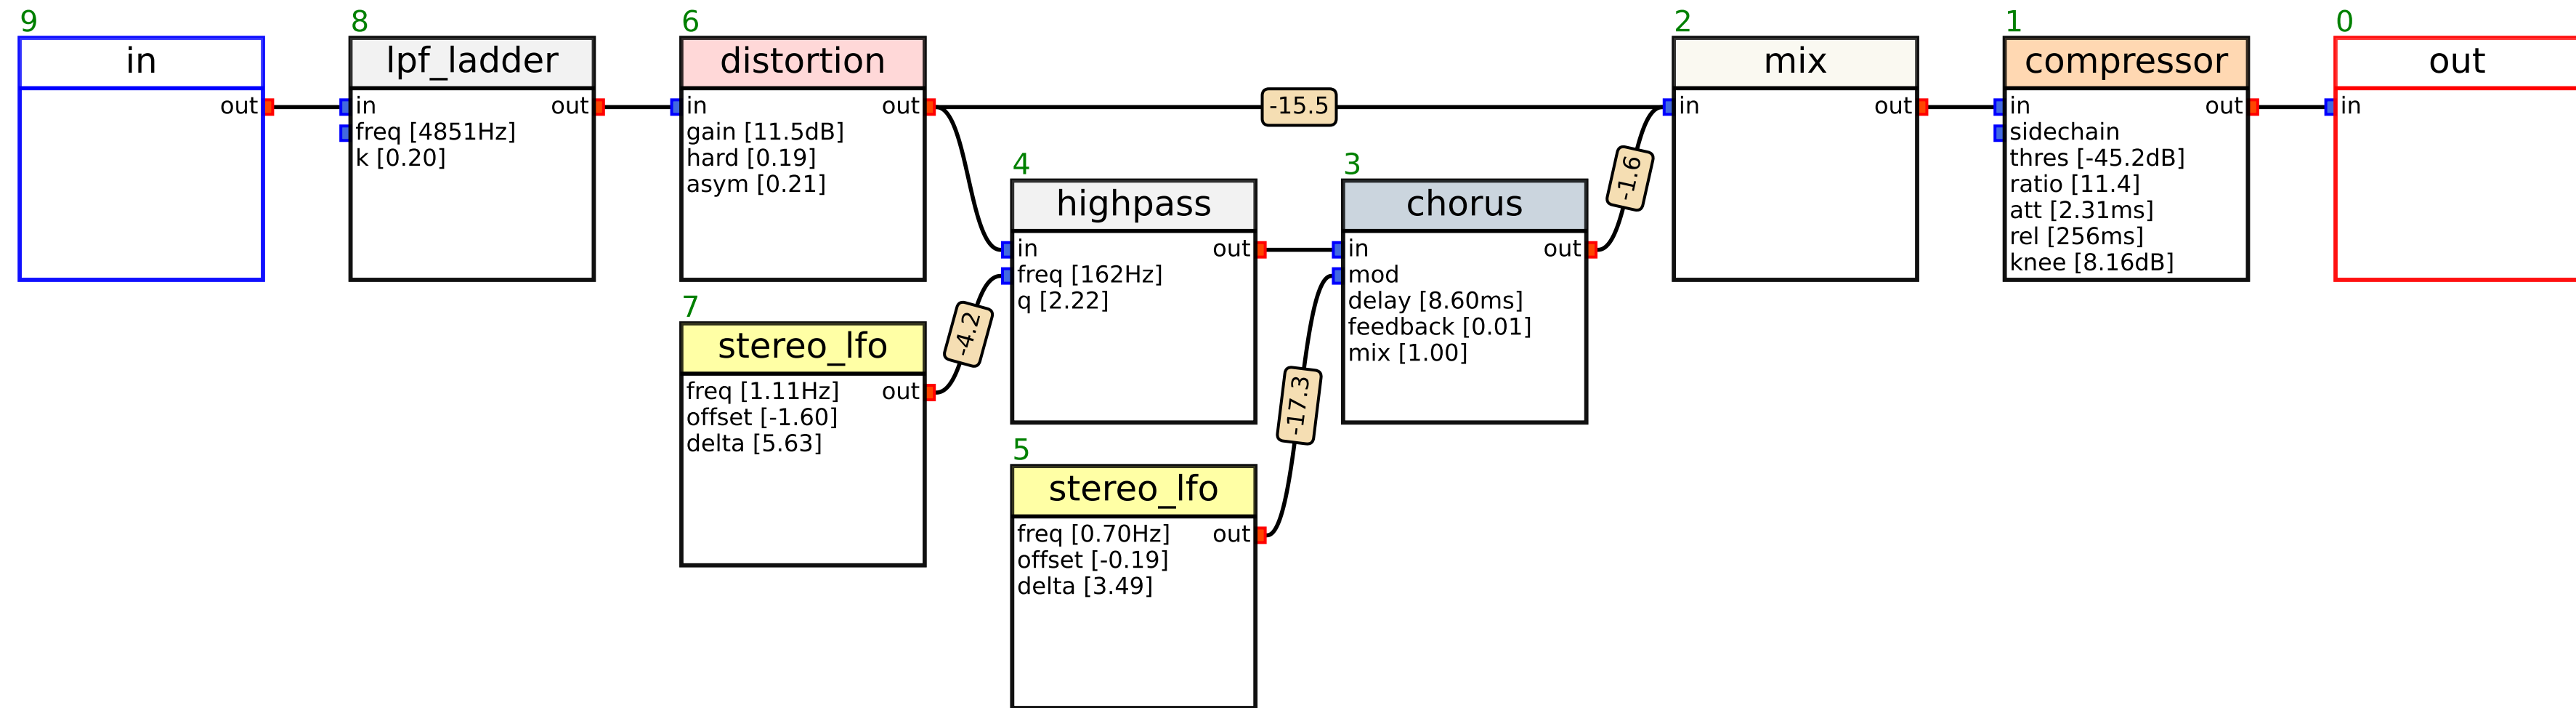 9
in
out
8
lpf_ladder
in out
freq [4851Hz]
k [0.20]
6
distortion
in out
gain [11.5dB]
hard [0.19]
asym [0.21]
-15.5
2
mix
in out
1
compressor
in out
sidechain
thres [-45.2dB]
ratio [11.4]
att [2.31ms]
rel [256ms]
knee [8.16dB]
0
out
in
4
highpass
in out
freq [162Hz]
q [2.22]
3
chorus
in out
mod
delay [8.60ms]
feedback [0.01]
mix [1.00]
-1.6
7
stereo_lfo
freq [1.11Hz] out
offset [-1.60]
delta [5.63]
-4.2
5
stereo_lfo
freq [0.70Hz] out
offset [-0.19]
delta [3.49]
-17.3